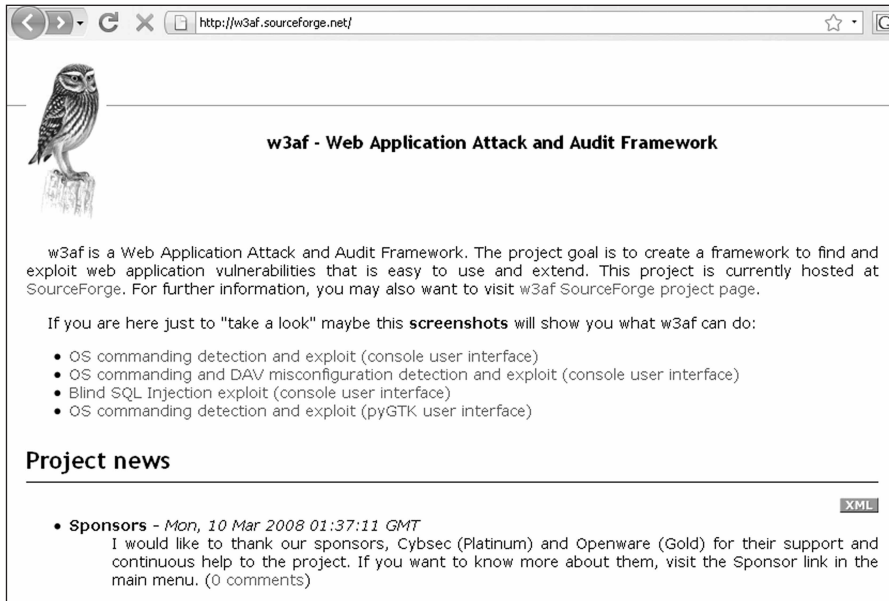 http://w3af.sourceforge.net/
G
w3af - Web Application Attack and Audit Framework
w3af is a Web Application Attack and Audit Framework. The project goal is to create a framework to find and
exploit web application vulnerabilities that is easy to use and extend. This project is currently hosted at
SourceForge. For further information, you may also want to visit w3af SourceForge project page.
If you are here just to "take a look" maybe this screenshots will show you what w3af can do:
• OS commanding detection and exploit (console user interface)
• OS commanding and DAV misconfiguration detection and exploit (console user interface)
• Blind SQL Injection exploit (console user interface)
• OS commanding detection and exploit (pyGTK user interface)
Project news
XML
• Sponsors - Mon, 10 Mar 2008 01:37:11 GMT
I would like to thank our sponsors, Cybsec (Platinum) and Openware (Gold) for their support and
continuous help to the project. If you want to know more about them, visit the Sponsor link in the
main menu. (0 comments)